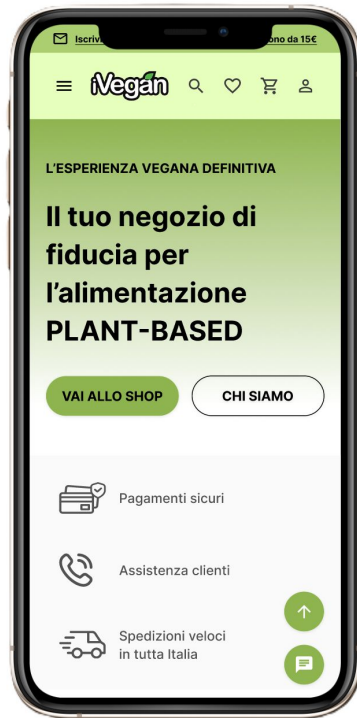 ono da 15€
iVegan
L'ESPERIENZA VEGANA DEFINITIVA
Il tuo negozio di
fiducia per
l'alimentazione
PLANT-BASED
VAI ALLO SHOP CHI SIAMO
Pagamenti sicuri
Assistenza clienti
Spedizioni veloci
in tutta Italia